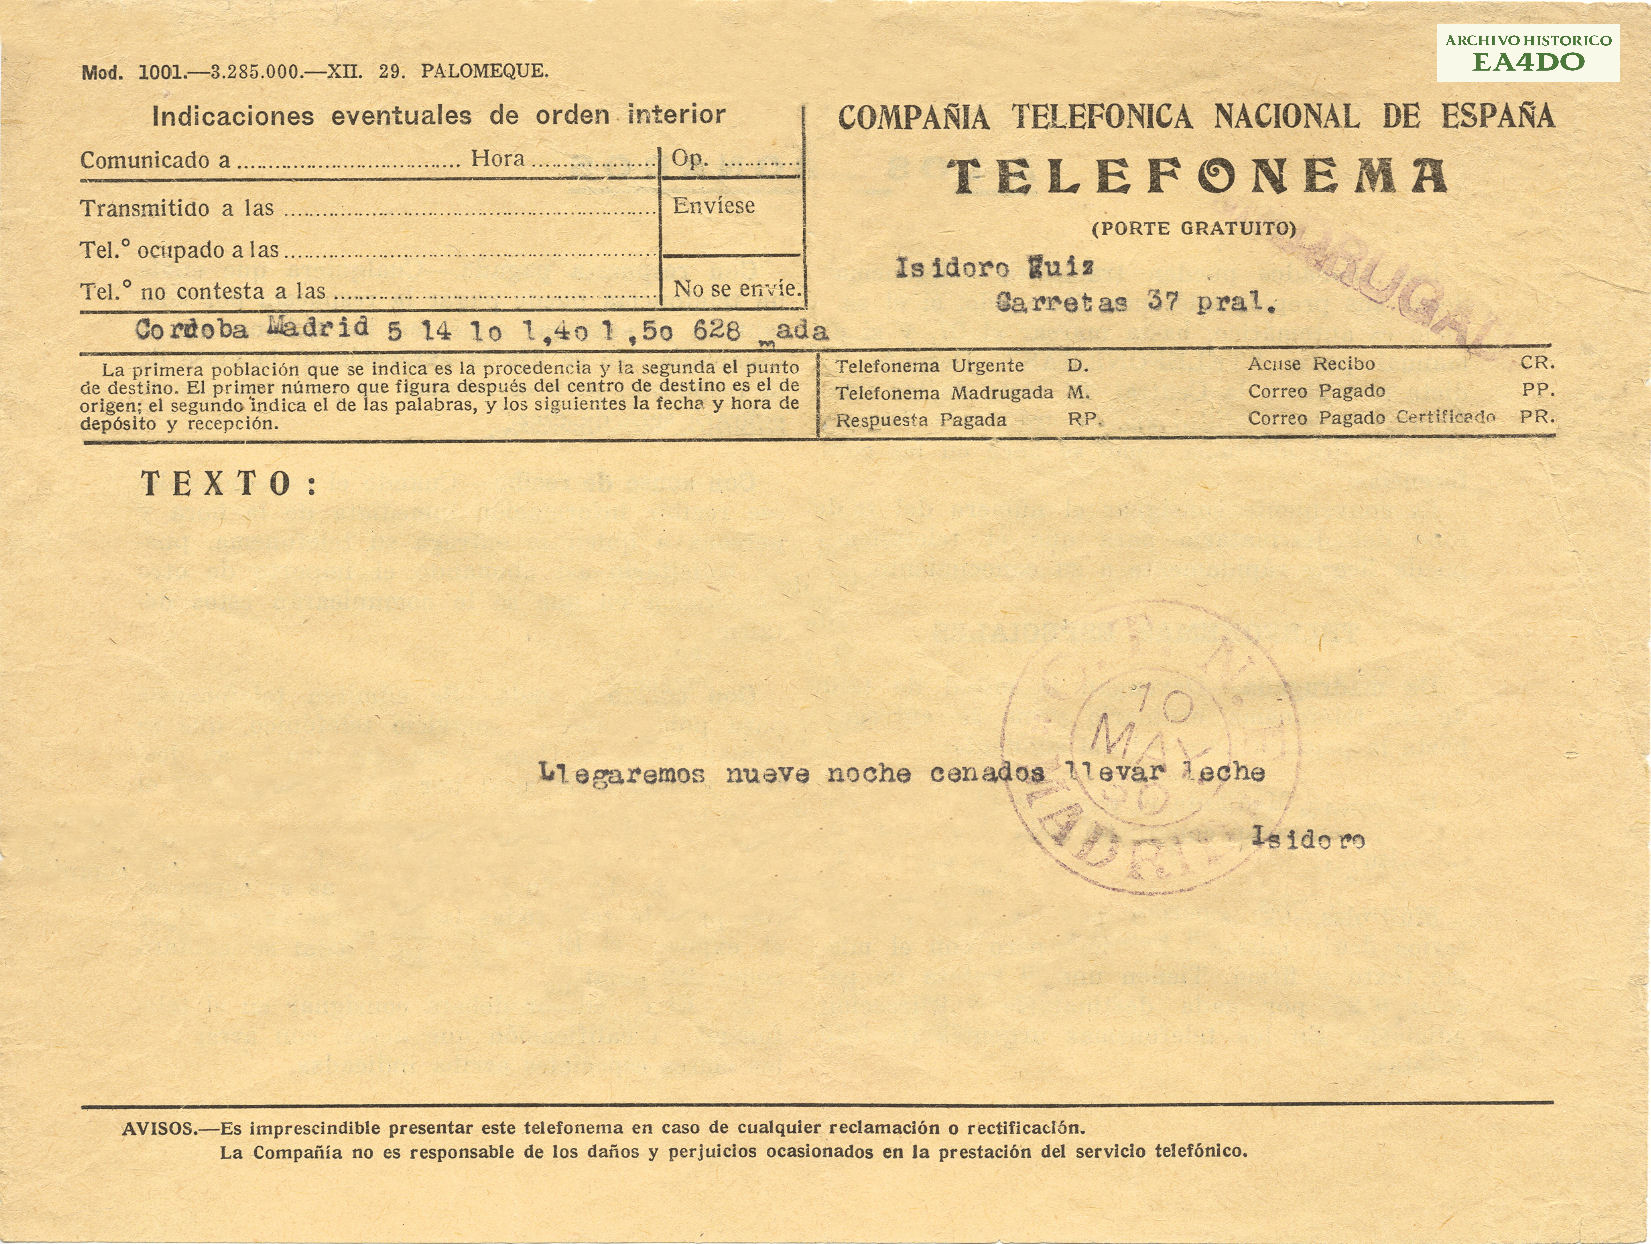 ARCHIVO HISTORICO
EA4DO
Mod. 1001.—3.285.000.—XII. 29. PALOMEQUE.
Indicaciones eventuales de orden interior
Comunicado a ........ Hora ........ Op. ........
Transmitido a las ........ Envíese
Tel.° ocupado a las ........
Tel.° no contesta a las ........ No se envíe.
COMPAÑIA TELEFONICA NACIONAL DE ESPAÑA
TELEFONEMA
(PORTE GRATUITO)
Isidoro Ruiz
Carretas 37 pral.
Cordoba Madrid 5 14 10 1,40 1,50 628 mada
La primera población que se indica es la procedencia y la segunda el punto
de destino. El primer número que figura después del centro de destino es el de
origen; el segundo indica el de las palabras, y los siguientes la fecha y hora de
depósito y recepción.
Telefonema Urgente D. Acuse Recibo CR.
Telefonema Madrugada M. Correo Pagado PP.
Respuesta Pagada RP. Correo Pagado Certificado PR.
TEXTO:
Llegaremos nueve noche cenados llevar leche
Isidoro
C. T. N. E.
10
MAY
30
MADRID
AVISOS.—Es imprescindible presentar este telefonema en caso de cualquier reclamación o rectificación.
La Compañía no es responsable de los daños y perjuicios ocasionados en la prestación del servicio telefónico.